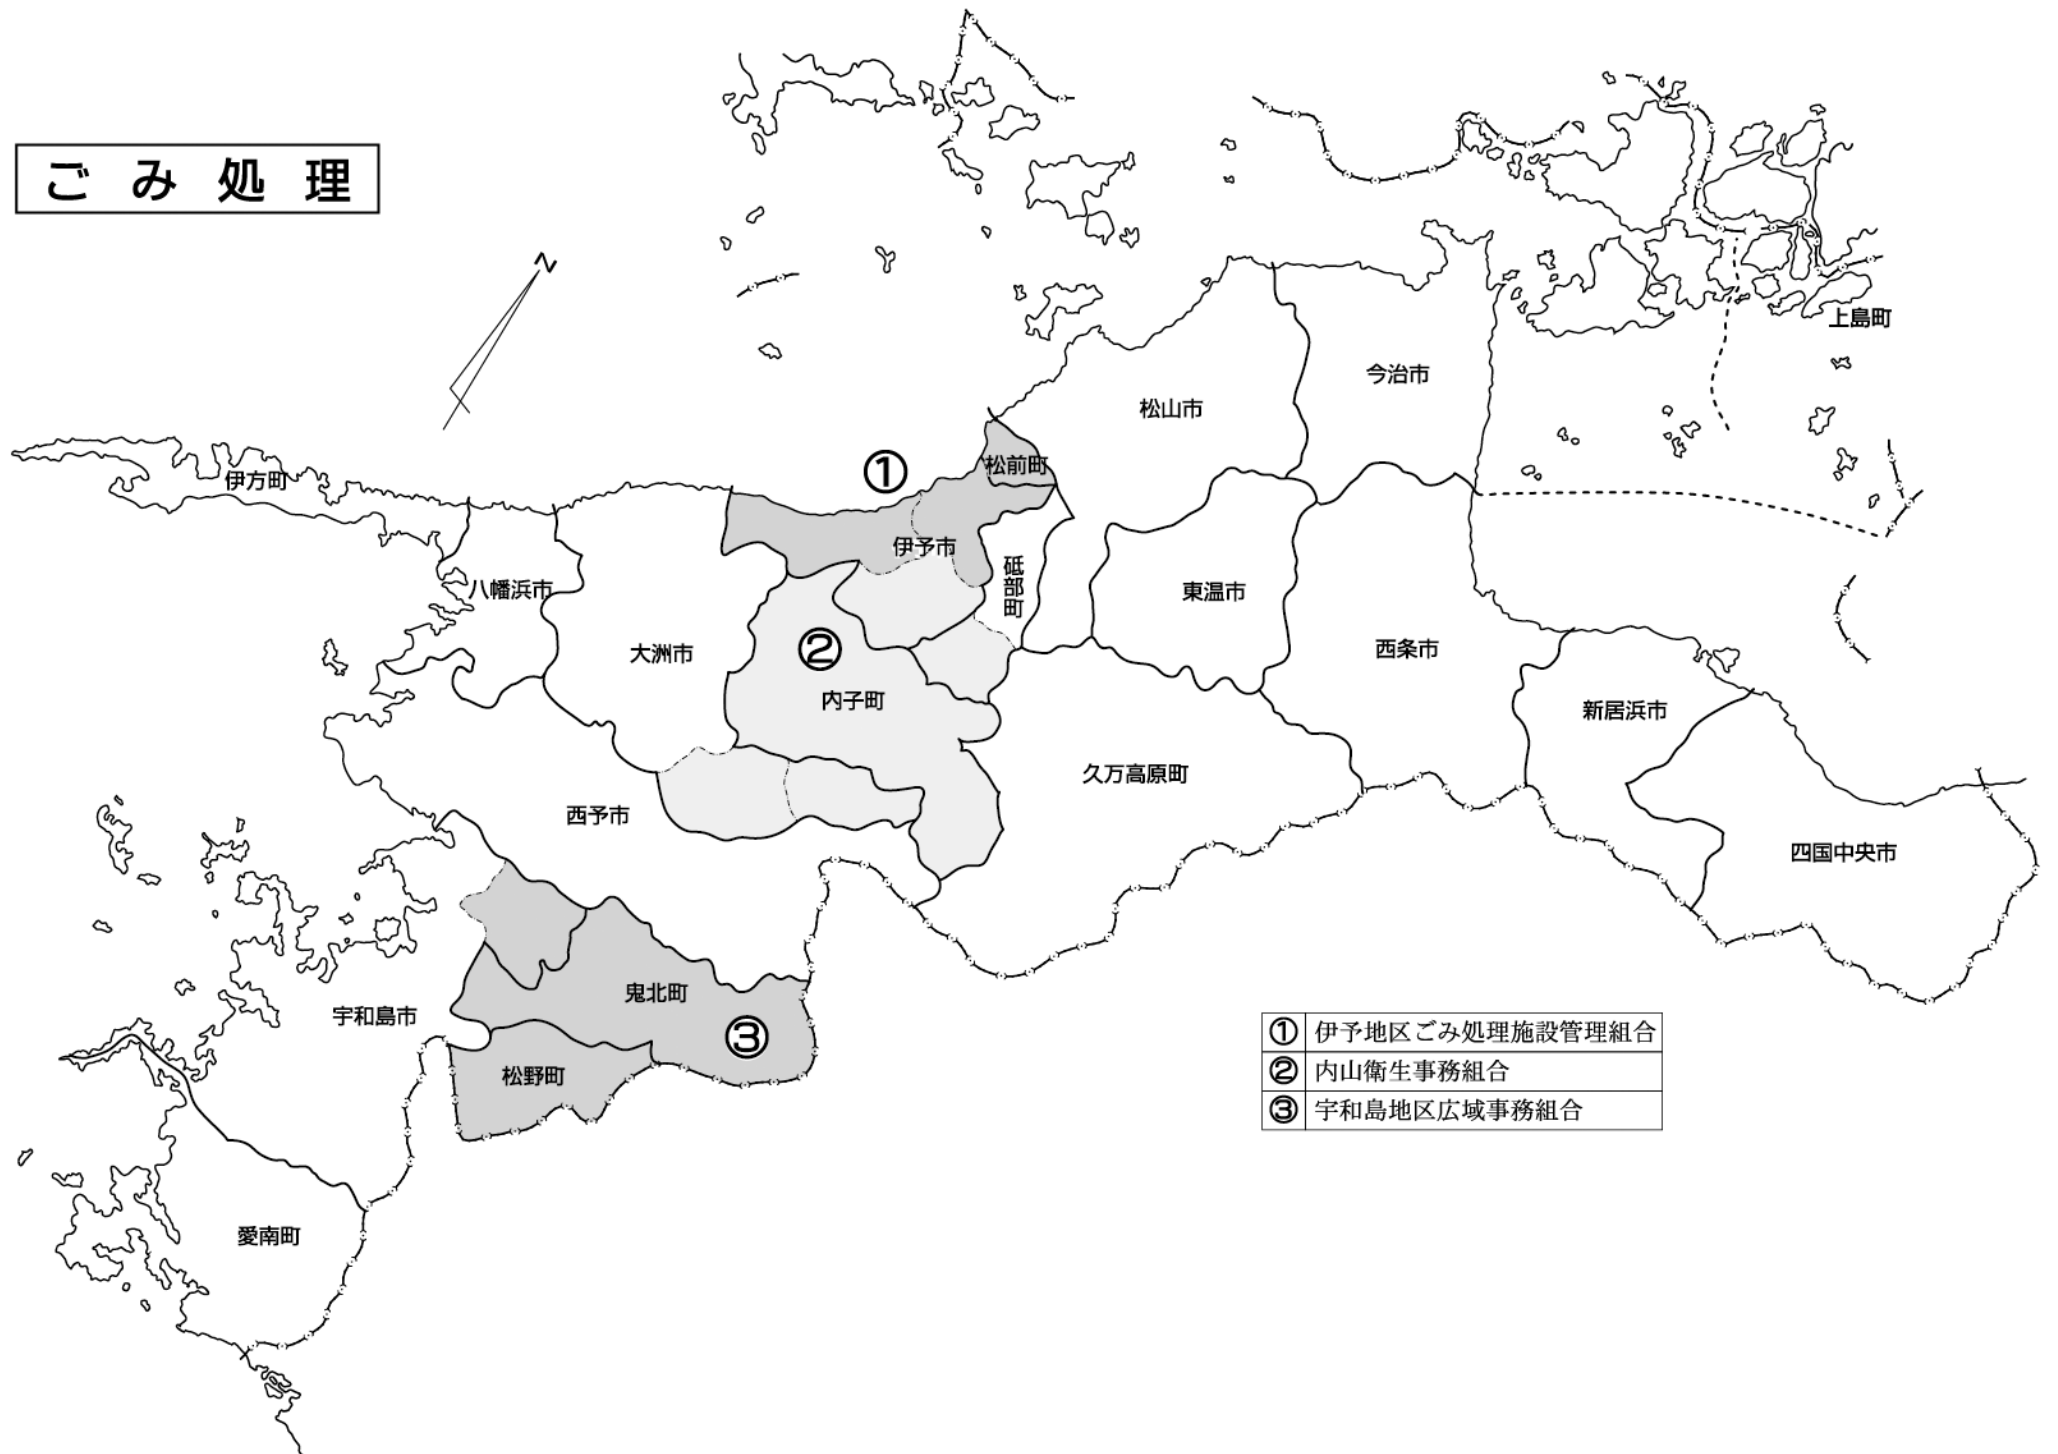 ごみ処理
N
上島町
今治市
松山市
①
松前町
伊方町
伊予市
砥部町
八幡浜市
東温市
②
大洲市
西条市
内子町
新居浜市
久万高原町
西予市
四国中央市
鬼北町
宇和島市
③
松野町
愛南町
① 伊予地区ごみ処理施設管理組合
② 内山衛生事務組合
③ 宇和島地区広域事務組合